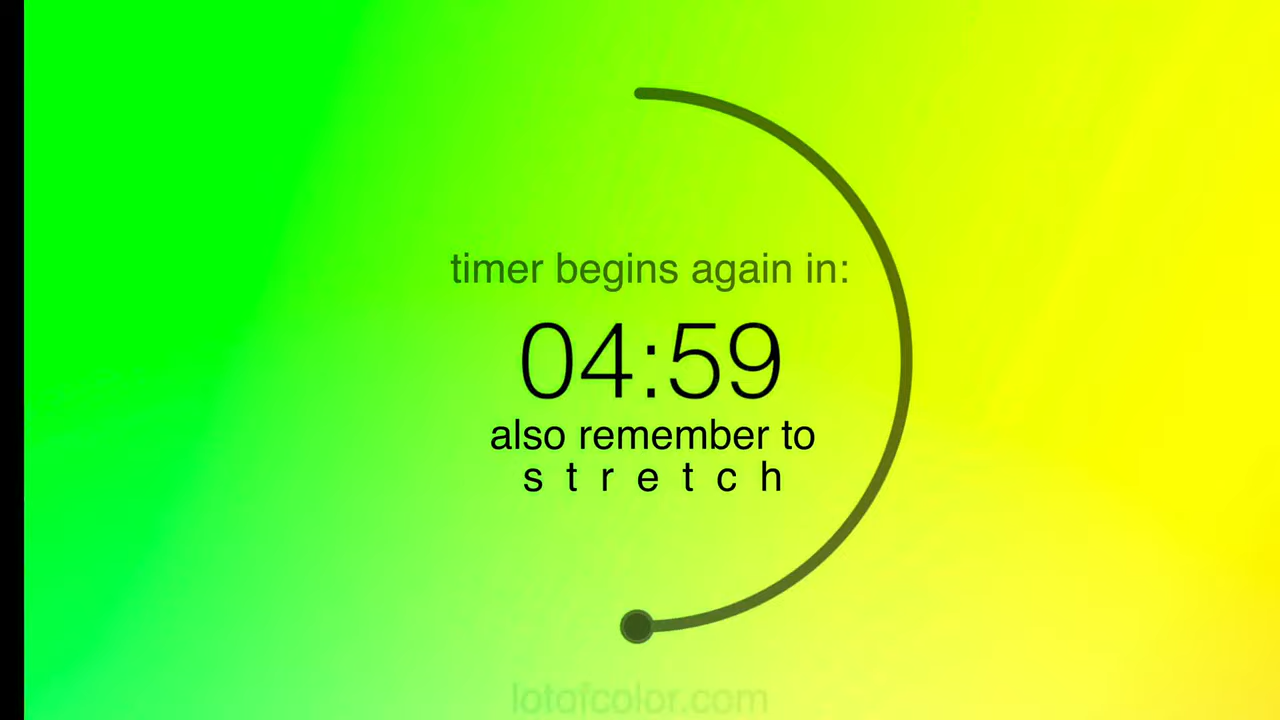 timer begins again in:
04:59
also remember to
s t r e t c h
lotofcolor.com